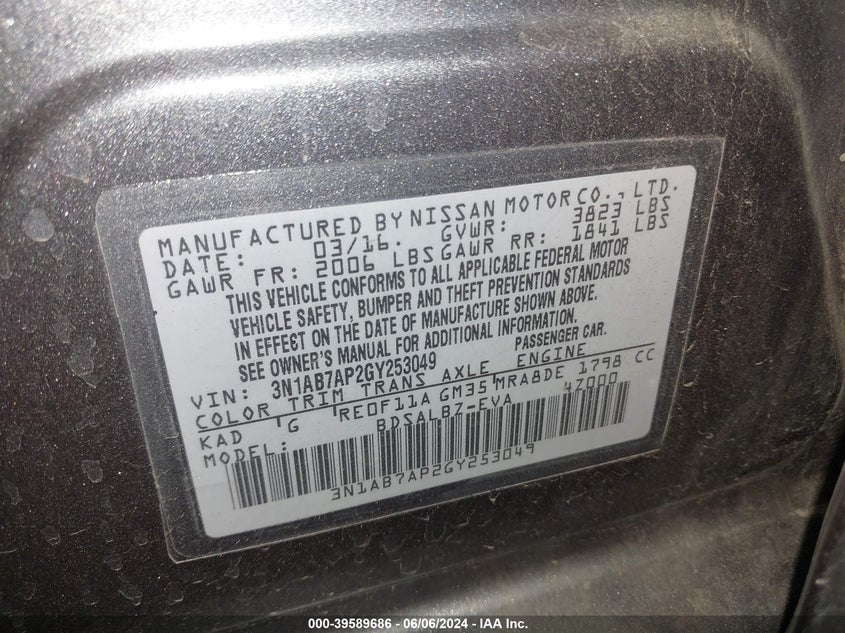 MANUFACTURED BY NISSAN MOTOR CO., LTD.
DATE: 03/16. GVWR: 3823 LBS
GAWR FR: 2006 LBS GAWR RR: 1841 LBS
THIS VEHICLE CONFORMS TO ALL APPLICABLE FEDERAL MOTOR
VEHICLE SAFETY, BUMPER AND THEFT PREVENTION STANDARDS
IN EFFECT ON THE DATE OF MANUFACTURE SHOWN ABOVE.
SEE OWNER'S MANUAL FOR ADDITIONAL INFORMATION.
VIN: 3N1AB7AP2GY253049 PASSENGER CAR.
COLOR TRIM TRANS AXLE ENGINE
KAD G RE0F11A GM35 MRA8DE 1798 CC
MODEL: BDSALBZ-EVA 47000
3N1AB7AP2GY253049
000-39589686 - 06/06/2024 - IAA Inc.